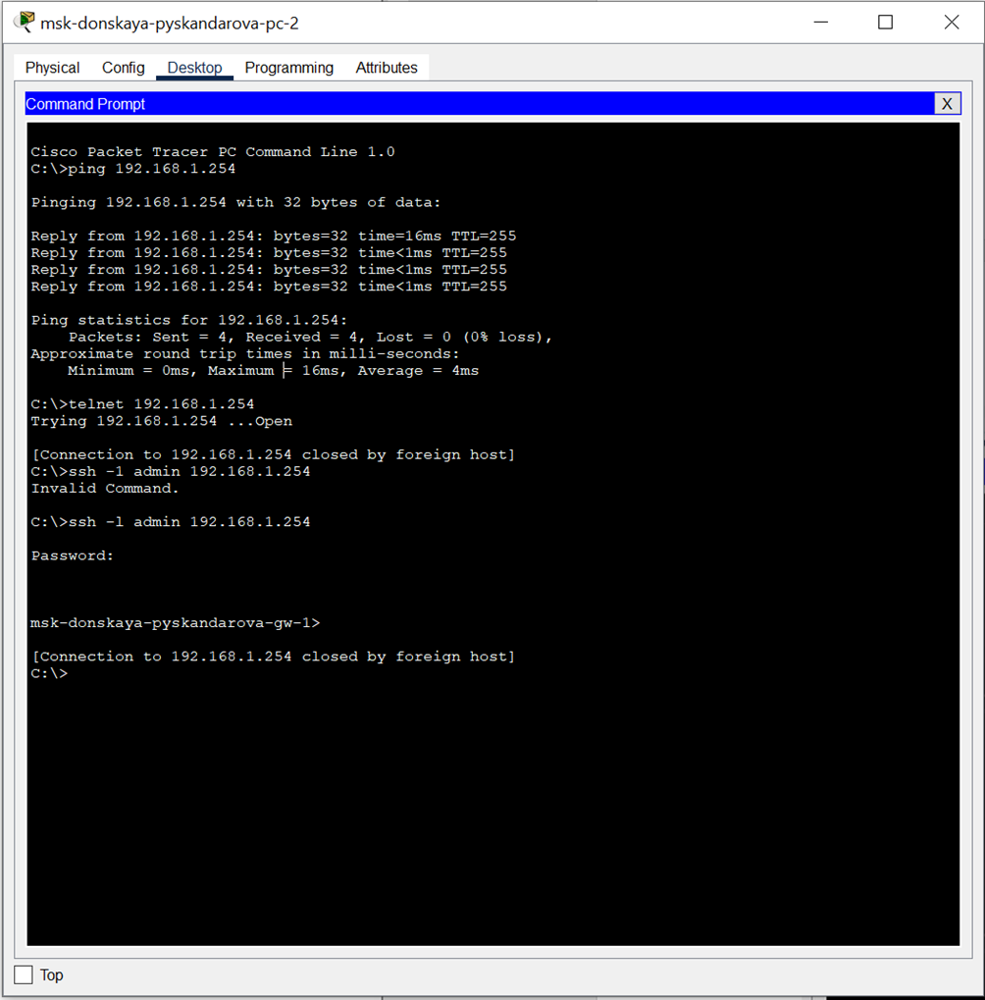 msk-donskaya-pyskandarova-pc-2
Physical Config Desktop Programming Attributes
Command Prompt X
Cisco Packet Tracer PC Command Line 1.0
C:\>ping 192.168.1.254
Pinging 192.168.1.254 with 32 bytes of data:
Reply from 192.168.1.254: bytes=32 time=16ms TTL=255
Reply from 192.168.1.254: bytes=32 time<1ms TTL=255
Reply from 192.168.1.254: bytes=32 time<1ms TTL=255
Reply from 192.168.1.254: bytes=32 time<1ms TTL=255
Ping statistics for 192.168.1.254:
Packets: Sent = 4, Received = 4, Lost = 0 (0% loss),
Approximate round trip times in milli-seconds:
Minimum = 0ms, Maximum = 16ms, Average = 4ms
C:\>telnet 192.168.1.254
Trying 192.168.1.254 ...Open
[Connection to 192.168.1.254 closed by foreign host]
C:\>ssh -1 admin 192.168.1.254
Invalid Command.
C:\>ssh -l admin 192.168.1.254
Password:
msk-donskaya-pyskandarova-gw-1>
[Connection to 192.168.1.254 closed by foreign host]
C:\>
Top